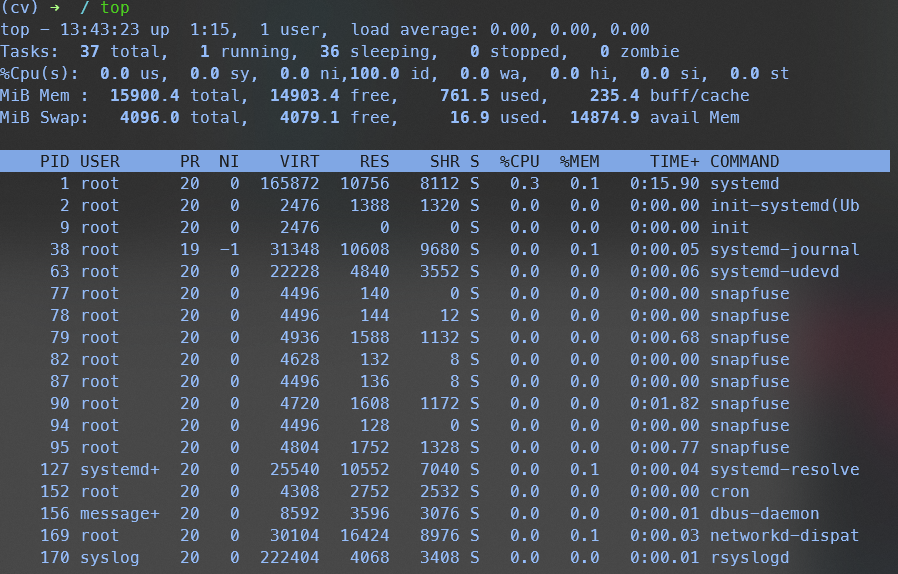 (cv) ➜  / top
top - 13:43:23 up  1:15,  1 user,  load average: 0.00, 0.00, 0.00
Tasks:  37 total,   1 running,  36 sleeping,   0 stopped,   0 zombie
%Cpu(s):  0.0 us,  0.0 sy,  0.0 ni,100.0 id,  0.0 wa,  0.0 hi,  0.0 si,  0.0 st
MiB Mem :  15900.4 total,  14903.4 free,    761.5 used,    235.4 buff/cache
MiB Swap:   4096.0 total,   4079.1 free,     16.9 used.  14874.9 avail Mem
    PID USER      PR  NI    VIRT    RES    SHR S  %CPU  %MEM     TIME+ COMMAND
      1 root      20   0  165872  10756   8112 S   0.3   0.1   0:15.90 systemd
      2 root      20   0    2476   1388   1320 S   0.0   0.0   0:00.00 init-systemd(Ub
      9 root      20   0    2476      0      0 S   0.0   0.0   0:00.00 init
     38 root      19  -1   31348  10608   9680 S   0.0   0.1   0:00.05 systemd-journal
     63 root      20   0   22228   4840   3552 S   0.0   0.0   0:00.06 systemd-udevd
     77 root      20   0    4496    140      0 S   0.0   0.0   0:00.00 snapfuse
     78 root      20   0    4496    144     12 S   0.0   0.0   0:00.00 snapfuse
     79 root      20   0    4936   1588   1132 S   0.0   0.0   0:00.68 snapfuse
     82 root      20   0    4628    132      8 S   0.0   0.0   0:00.00 snapfuse
     87 root      20   0    4496    136      8 S   0.0   0.0   0:00.00 snapfuse
     90 root      20   0    4720   1608   1172 S   0.0   0.0   0:01.82 snapfuse
     94 root      20   0    4496    128      0 S   0.0   0.0   0:00.00 snapfuse
     95 root      20   0    4804   1752   1328 S   0.0   0.0   0:00.77 snapfuse
    127 systemd+  20   0   25540  10552   7040 S   0.0   0.1   0:00.04 systemd-resolve
    152 root      20   0    4308   2752   2532 S   0.0   0.0   0:00.00 cron
    156 message+  20   0    8592   3596   3076 S   0.0   0.0   0:00.01 dbus-daemon
    169 root      20   0   30104  16424   8976 S   0.0   0.1   0:00.03 networkd-dispat
    170 syslog    20   0  222404   4068   3408 S   0.0   0.0   0:00.01 rsyslogd